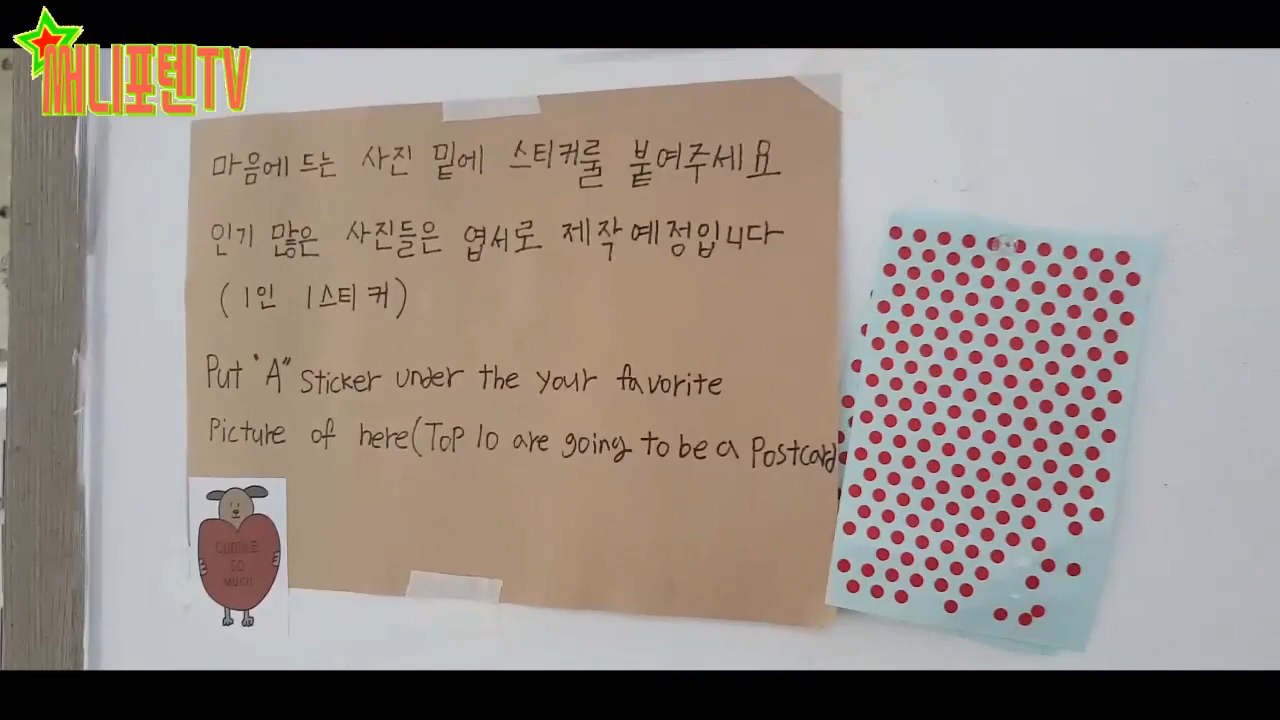 써니포텐TV
마음에 드는 사진 밑에 스티커를 붙여주세요
인기 많은 사진들은 엽서로 제작예정입니다
(1인 1스티커)
Put "A" Sticker under the your favorite
Picture of here (Top 10 are going to be a Postcard
SO
MUCH